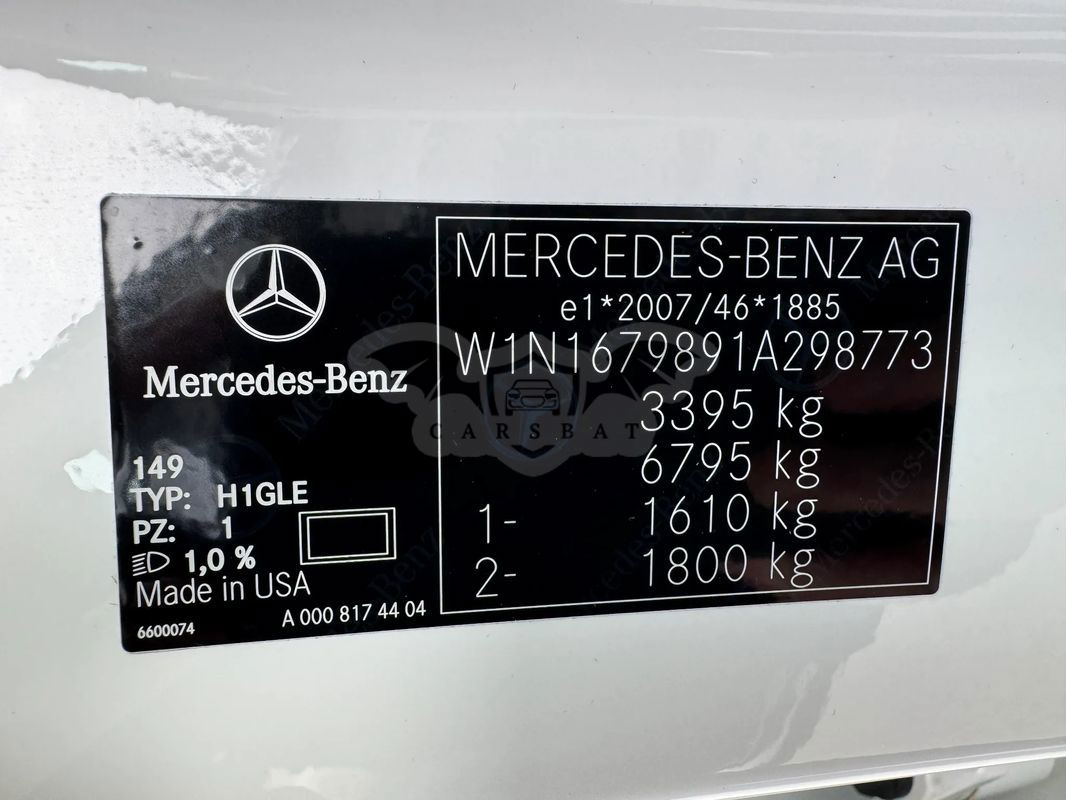 Mercedes-Benz
149
TYP: H1GLE
PZ: 1
1,0 %
Made in USA
6600074
A 000 817 44 04
MERCEDES-BENZ AG
e1*2007/46*1885
W1N1679891A298773
3395 kg
6795 kg
1- 1610 kg
2- 1800 kg
CARSBAT